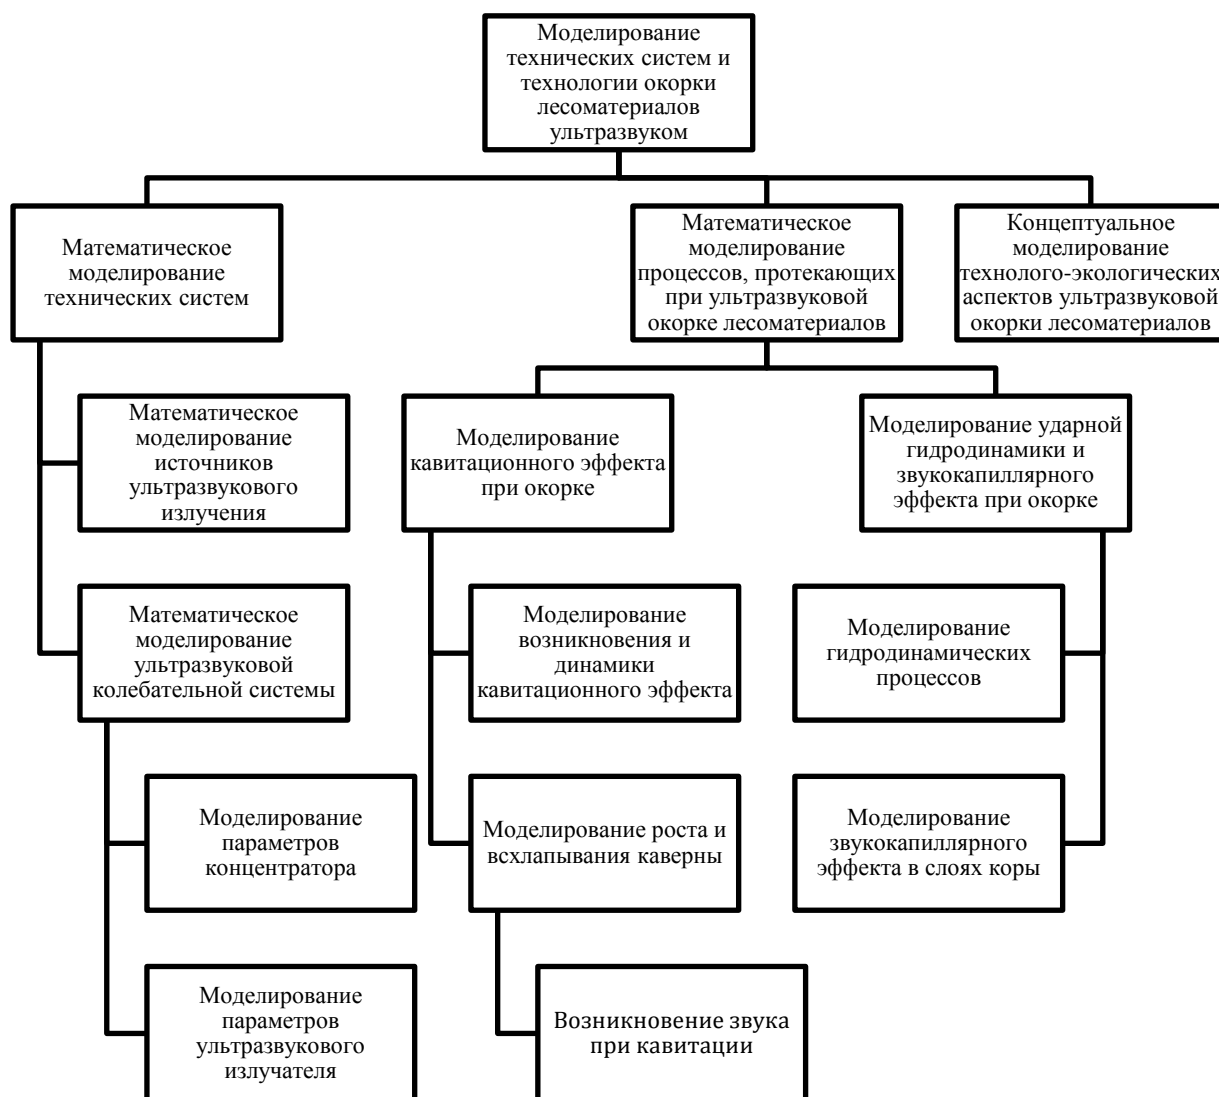 Моделирование
технических систем и
технологии окорки
лесоматериалов
ультразвуком
Математическое
моделирование
технических систем
Математическое
моделирование
процессов, протекающих
при ультразвуковой
окорке лесоматериалов
Концептуальное
моделирование
технолого-экологических
аспектов ультразвуковой
окорки лесоматериалов
Математическое
моделирование
источников
ультразвукового
излучения
Моделирование
кавитационного эффекта
при окорке
Моделирование ударной
гидродинамики и
звукокапиллярного
эффекта при окорке
Математическое
моделирование
ультразвуковой
колебательной системы
Моделирование
возникновения и
динамики
кавитационного эффекта
Моделирование
гидродинамических
процессов
Моделирование
параметров
концентратора
Моделирование роста и
всхлапывания каверны
Моделирование
звукокапиллярного
эффекта в слоях коры
Моделирование
параметров
ультразвукового
излучателя
Возникновение звука
при кавитации